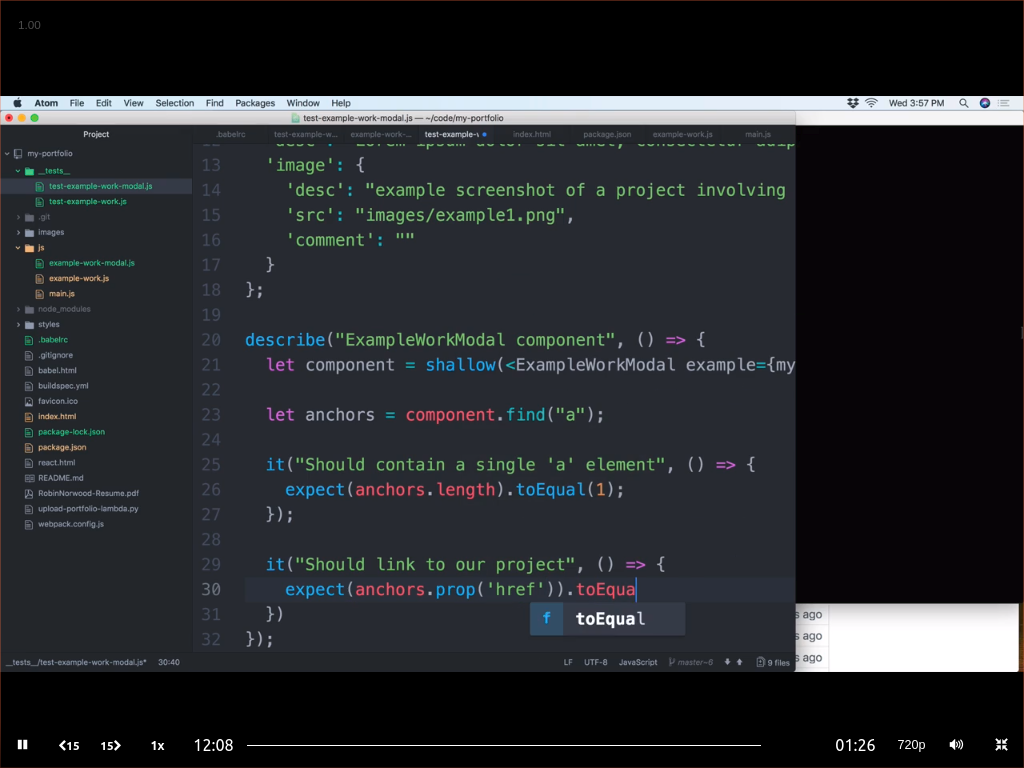 1.00
Atom File Edit View Selection Find Packages Window Help Wed 3:57 PM
test-example-work-modal.js — ~/code/my-portfolio
Project
.babelrc test-example-w... example-work-... test-example-w index.html package.json example-work.js main.js
my-portfolio
__tests__
test-example-work-modal.js
test-example-work.js
.git
images
js
example-work-modal.js
example-work.js
main.js
node_modules
styles
.babelrc
.gitignore
babel.html
buildspec.yml
favicon.ico
index.html
package-lock.json
package.json
react.html
README.md
RobinNorwood-Resume.pdf
upload-portfolio-lambda.py
webpack.config.js
13 'image': {
14 'desc': "example screenshot of a project involving
15 'src': "images/example1.png",
16 'comment': ""
17 }
18 };
19
20 describe("ExampleWorkModal component", () => {
21 let component = shallow(<ExampleWorkModal example={my
22
23 let anchors = component.find("a");
24
25 it("Should contain a single 'a' element", () => {
26 expect(anchors.length).toEqual(1);
27 });
28
29 it("Should link to our project", () => {
30 expect(anchors.prop('href')).toEqua
31 })
f toEqual
32 });
s ago
s ago
s ago
__tests__/test-example-work-modal.js* 30:40 LF UTF-8 JavaScript master-6 9 files
15 15 1x 12:08 01:26 720p